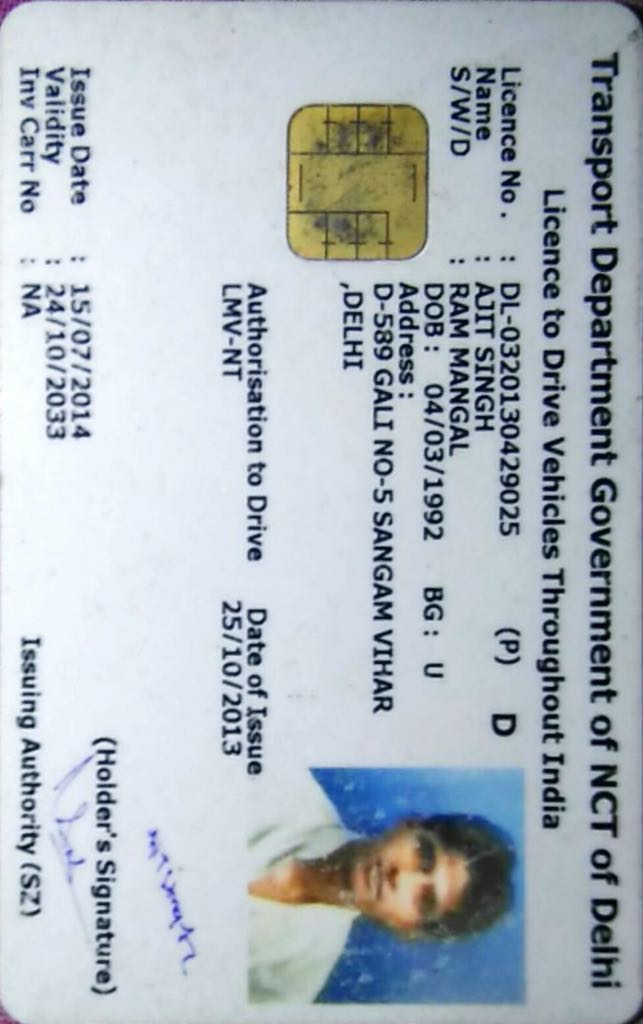 Transport Department Government of NCT of Delhi
Licence to Drive Vehicles Throughout India
Licence No . : DL-0320130429025 (P) D
Name : AJIT SINGH
S/W/D : RAM MANGAL
DOB : 04/03/1992 BG : U
Address :
D-589 GALI NO-5 SANGAM VIHAR
,DELHI
Authorisation to Drive Date of Issue
LMV-NT 25/10/2013
(Holder's Signature)
Issue Date : 15/07/2014
Validity : 24/10/2033
Inv Carr No : NA Issuing Authority (SZ)